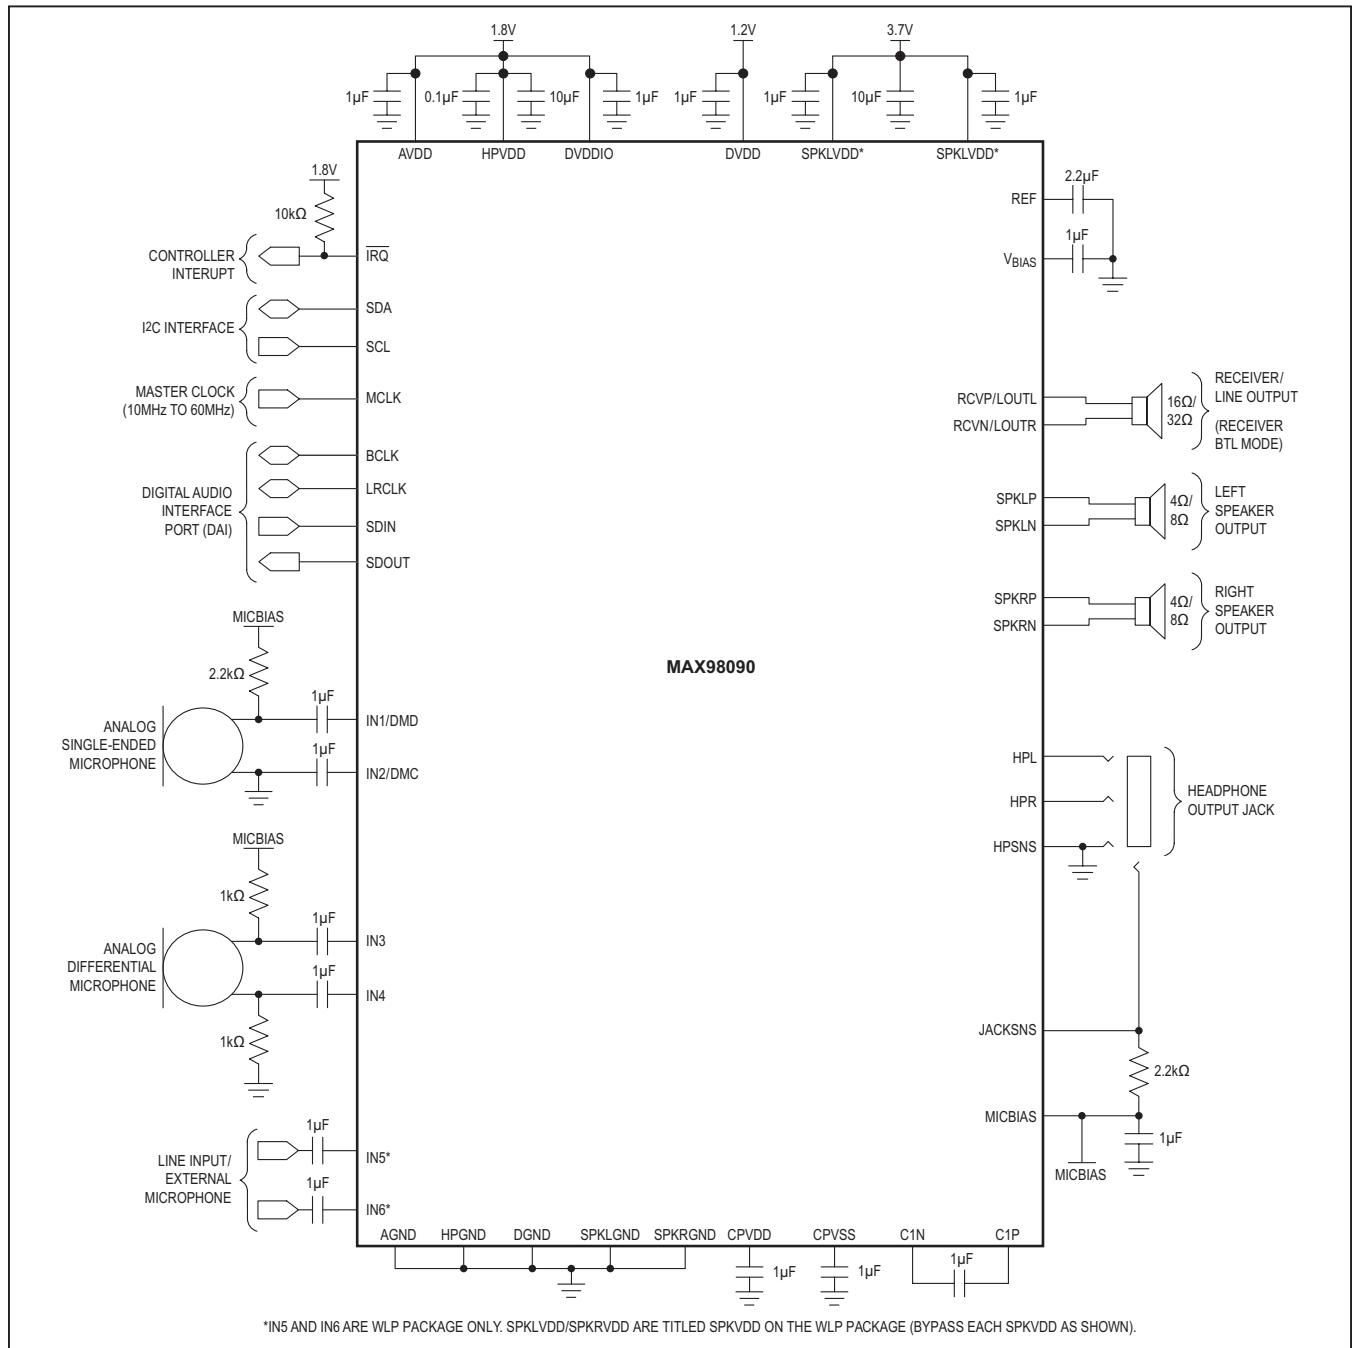 1.8V
1.2V
3.7V
1µF
0.1µF
10µF
1µF
1µF
1µF
10µF
1µF
AVDD
HPVDD
DVDDIO
DVDD
SPKLVDD*
SPKLVDD*
1.8V
10kΩ
CONTROLLER
INTERUPT
IRQ
I2C INTERFACE
SDA
SCL
MASTER CLOCK
(10MHz TO 60MHz)
MCLK
DIGITAL AUDIO
INTERFACE
PORT (DAI)
BCLK
LRCLK
SDIN
SDOUT
MICBIAS
2.2kΩ
ANALOG
SINGLE-ENDED
MICROPHONE
1µF
IN1/DMD
1µF
IN2/DMC
MICBIAS
1kΩ
ANALOG
DIFFERENTIAL
MICROPHONE
1µF
IN3
1µF
IN4
1kΩ
LINE INPUT/
EXTERNAL
MICROPHONE
1µF
IN5*
1µF
IN6*
MAX98090
REF
2.2µF
VBIAS
1µF
RCVP/LOUTL
RCVN/LOUTR
16Ω/
32Ω
RECEIVER/
LINE OUTPUT
(RECEIVER
BTL MODE)
SPKLP
SPKLN
4Ω/
8Ω
LEFT
SPEAKER
OUTPUT
SPKRP
SPKRN
4Ω/
8Ω
RIGHT
SPEAKER
OUTPUT
HPL
HPR
HPSNS
HEADPHONE
OUTPUT JACK
JACKSNS
2.2kΩ
MICBIAS
1µF
MICBIAS
AGND
HPGND
DGND
SPKLGND
SPKRGND
CPVDD
CPVSS
C1N
C1P
1µF
1µF
1µF
*IN5 AND IN6 ARE WLP PACKAGE ONLY. SPKLVDD/SPKRVDD ARE TITLED SPKVDD ON THE WLP PACKAGE (BYPASS EACH SPKVDD AS SHOWN).